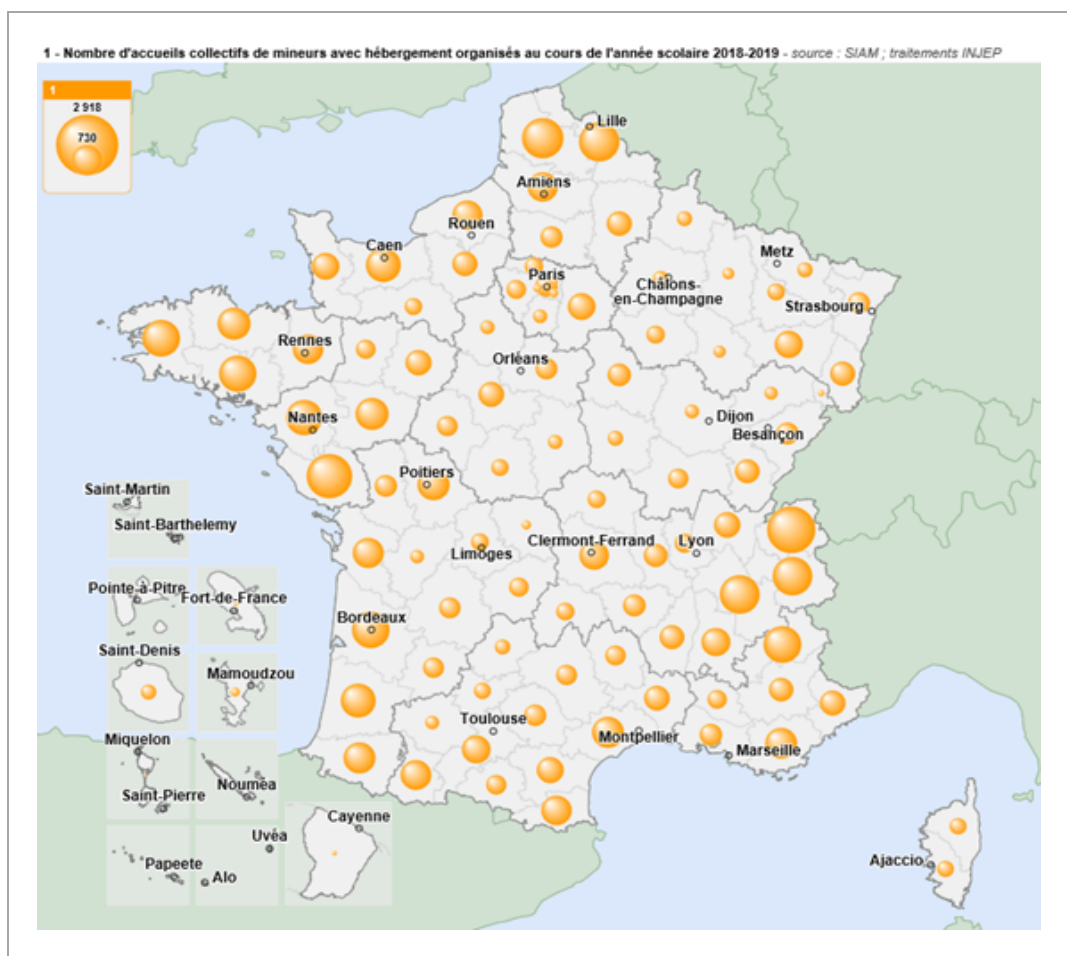 1 - Nombre d'accueils collectifs de mineurs avec hébergement organisés au cours de l'année scolaire 2018-2019 - source : SIAM ; traitements INJEP
1
2 918
730
Lille
Amiens
Rouen
Caen
Metz
Paris
Châlons-
en-Champagne
Strasbourg
Rennes
Orléans
Dijon
Nantes
Besançon
Poitiers
Saint-Martin
Saint-Barthelemy
Clermont-Ferrand
Lyon
Limoges
Pointe-à-Pitre
Fort-de-France
Bordeaux
Saint-Denis
Mamoudzou
Toulouse
Montpellier
Miquelon
Marseille
Nouméa
Saint-Pierre
Cayenne
Uvéa
Ajaccio
Papeete
Alo